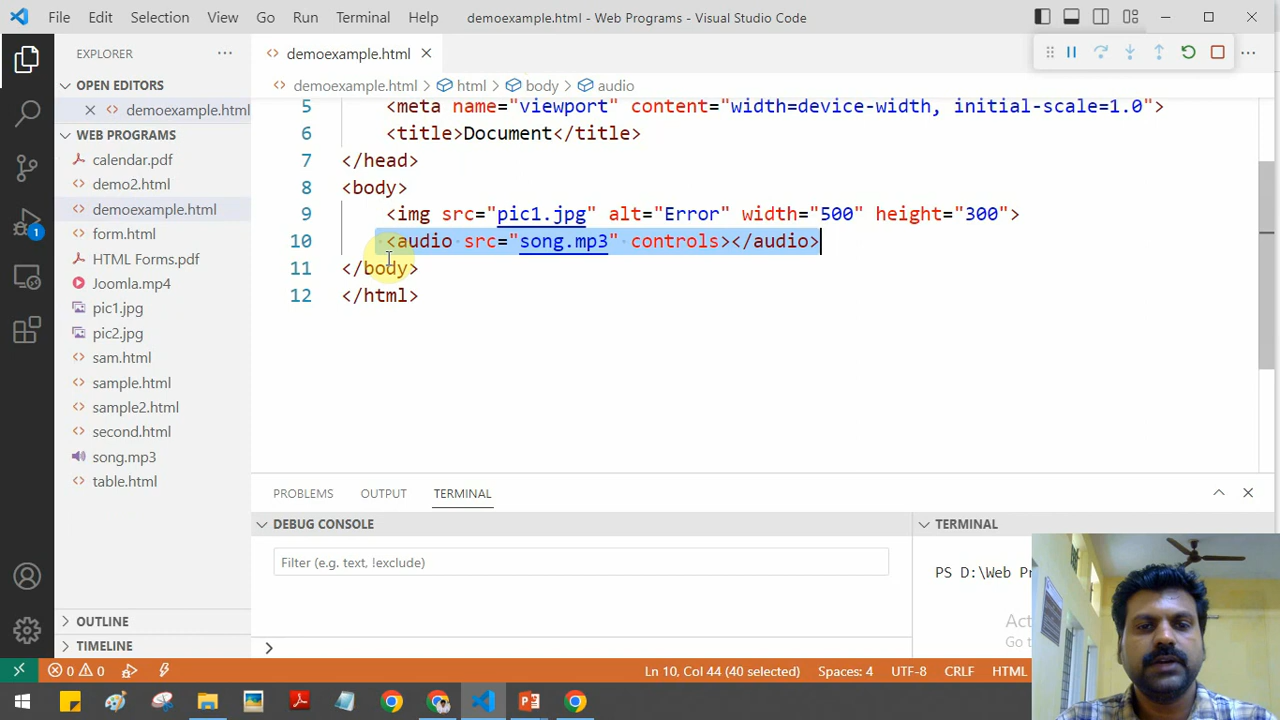 File Edit Selection View Go Run Terminal Help demoexample.html - Web Programs - Visual Studio Code
EXPLORER
OPEN EDITORS
demoexample.html
WEB PROGRAMS
calendar.pdf
demo2.html
demoexample.html
form.html
HTML Forms.pdf
Joomla.mp4
pic1.jpg
pic2.jpg
sam.html
sample.html
sample2.html
second.html
song.mp3
table.html
OUTLINE
TIMELINE
1
demoexample.html
demoexample.html > html > body > audio
5 <meta name="viewport" content="width=device-width, initial-scale=1.0">
6 <title>Document</title>
7 </head>
8 <body>
9 <img src="pic1.jpg" alt="Error" width="500" height="300">
10 <audio src="song.mp3" controls></audio>
11 </body>
12 </html>
PROBLEMS OUTPUT TERMINAL
DEBUG CONSOLE
Filter (e.g. text, !exclude)
>
TERMINAL
PS D:\Web
Go to
0 0 Ln 10, Col 44 (40 selected) Spaces: 4 UTF-8 CRLF HTML